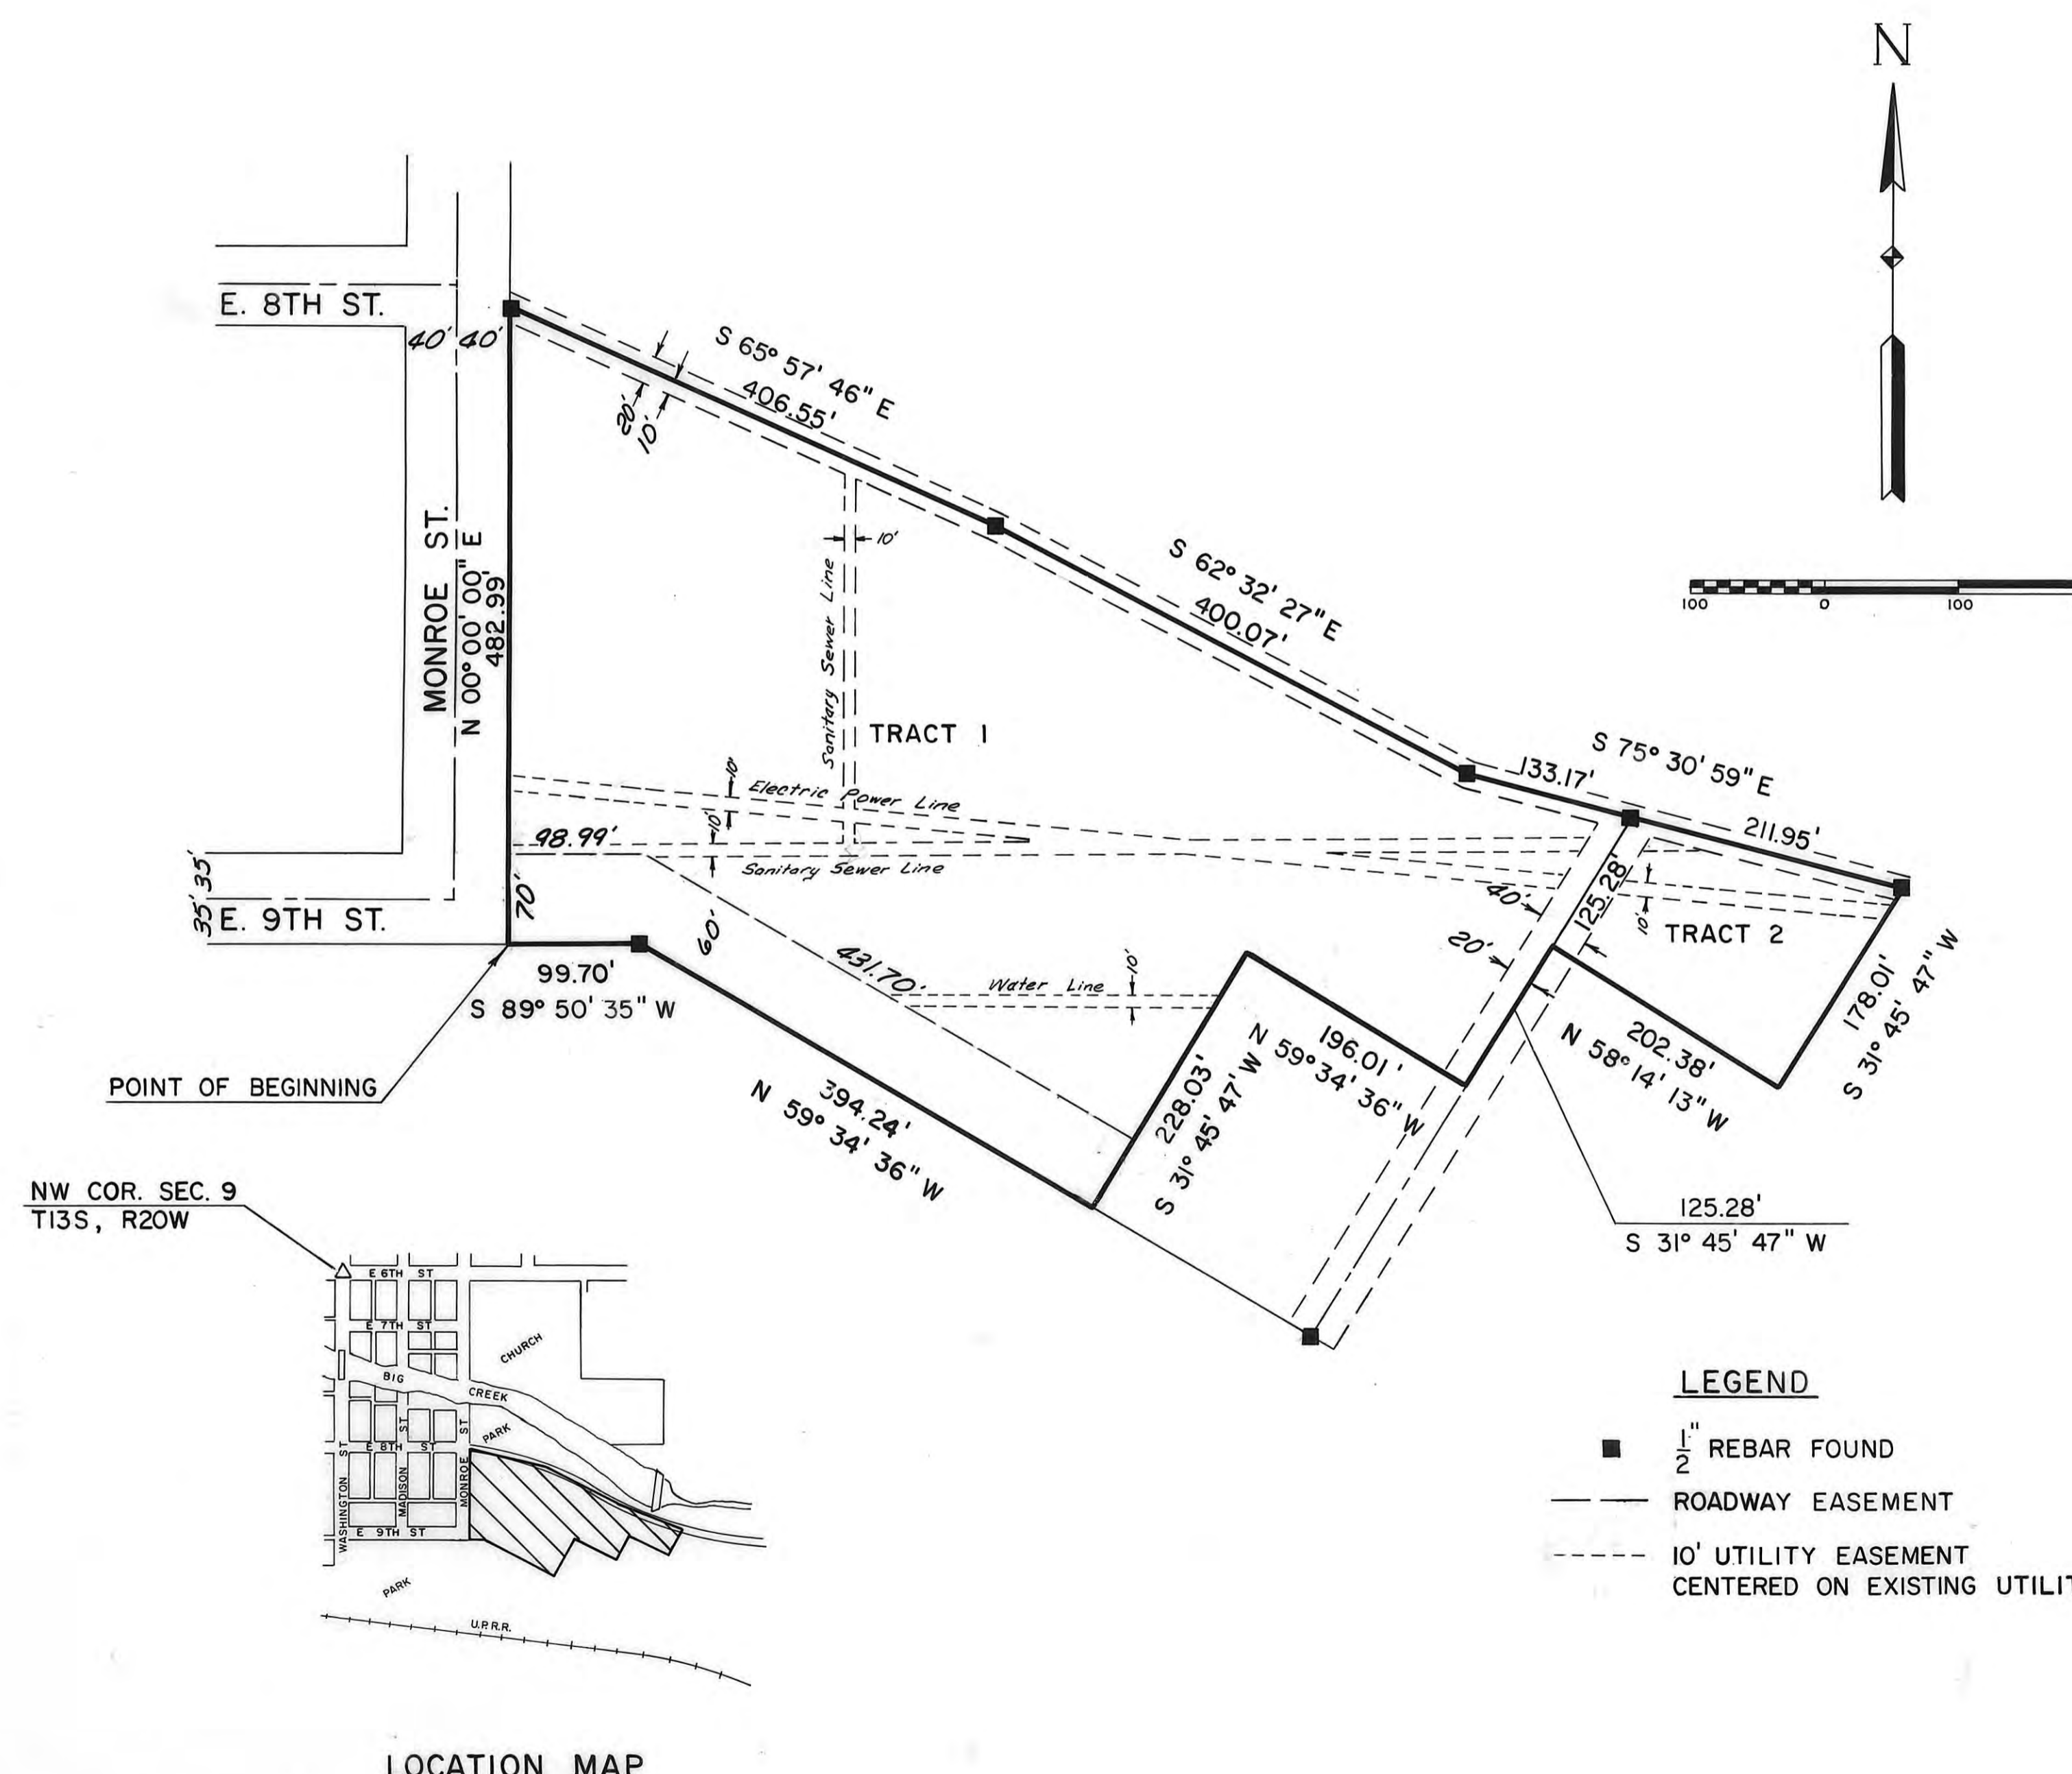 N
E. 8TH ST.
40' 40'
S 65° 57' 46" E
406.55'
20'
10'
MONROE ST.
N 00° 00' 00" E
482.99'
10'
Sanitary Sewer Line
S 62° 32' 27" E
400.07'
100 0 100
TRACT 1
S 75° 30' 59" E
133.17'
211.95'
10'
Electric Power Line
98.99'
10'
Sanitary Sewer Line
35' 35'
E. 9TH ST.
70'
60'
40'
20'
125.28'
10'
TRACT 2
178.01'
S 31° 45' 47" W
99.70'
S 89° 50' 35" W
431.70'
Water Line
10'
196.01'
N 59° 34' 36" W
202.38'
N 58° 14' 13" W
228.03'
S 31° 45' 47" W
POINT OF BEGINNING
394.24'
N 59° 34' 36" W
125.28'
S 31° 45' 47" W
NW COR. SEC. 9
T13S, R20W
E 6TH ST
E 7TH ST
CHURCH
BIG
CREEK
PARK
ST
ST
ST
E 8TH ST
WASHINGTON
MADISON
MONROE
E 9TH ST
PARK
U.P.R.R.
LOCATION MAP
LEGEND
1/2" REBAR FOUND
ROADWAY EASEMENT
10' UTILITY EASEMENT
CENTERED ON EXISTING UTILIT